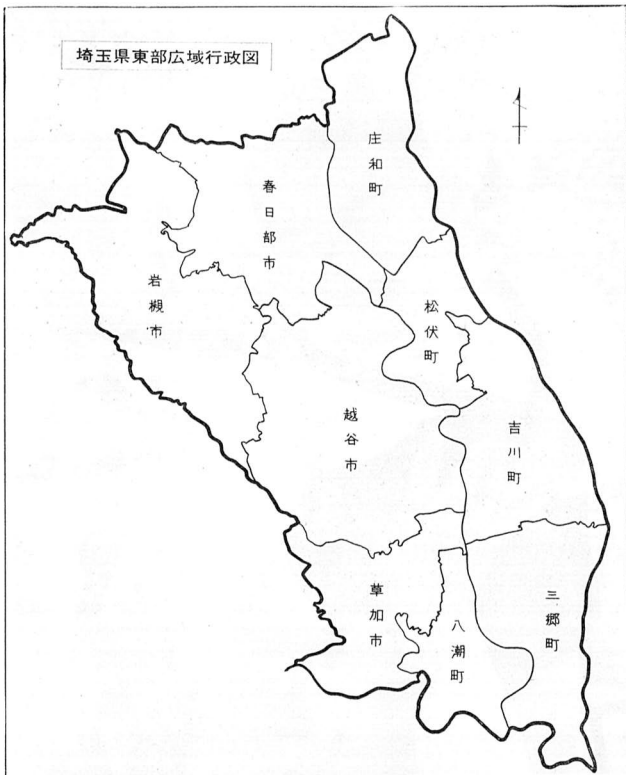 埼玉県東部広域行政図
庄和町
春日部市
岩槻市
松伏町
越谷市
吉川町
草加市
八潮町
三郷町